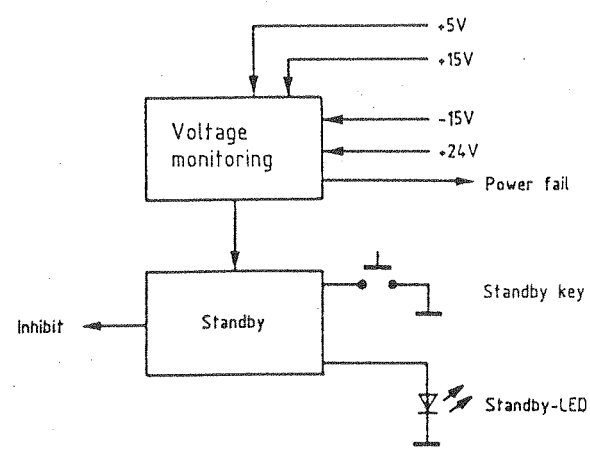 +5V
+15V
Voltage
monitoring
-15V
+24V
Power fail
Standby key
Inhibit
Standby
Standby-LED